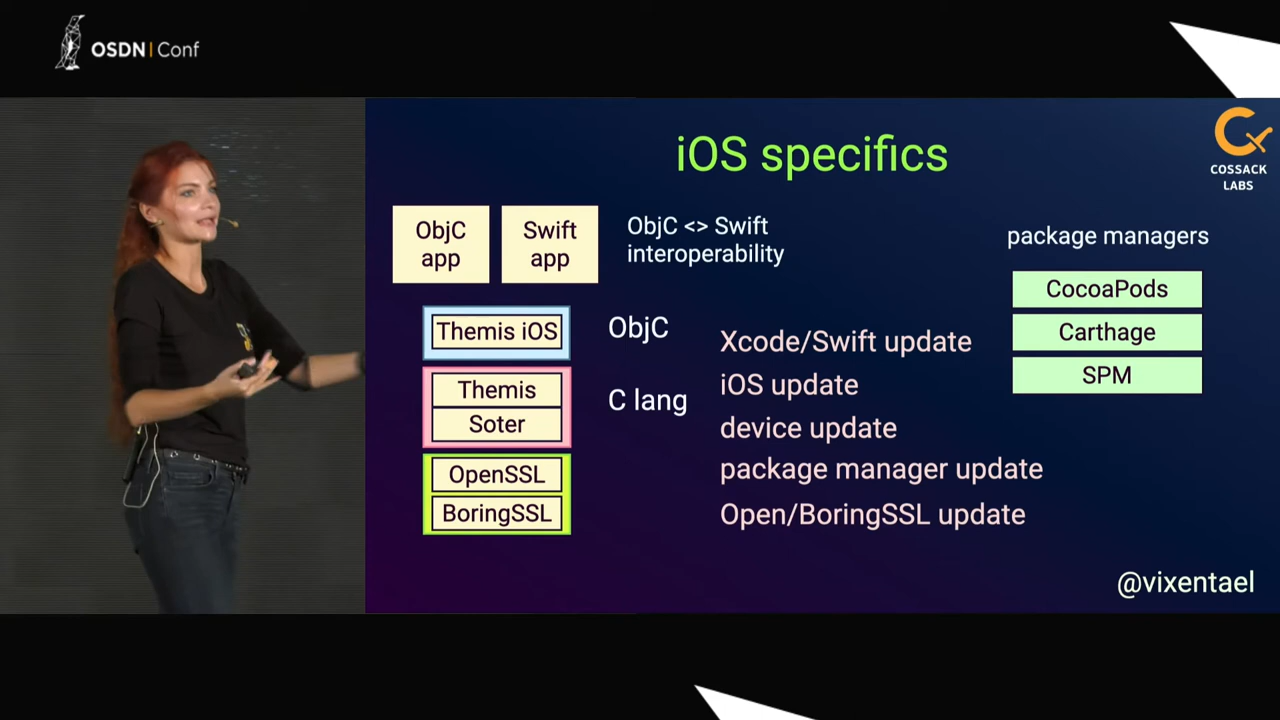 OSDN | Conf
iOS specifics
COSSACK
LABS
ObjC
app
Swift
app
ObjC <> Swift
interoperability
package managers
CocoaPods
Carthage
SPM
Themis iOS
ObjC
Themis
Soter
C lang
OpenSSL
BoringSSL
Xcode/Swift update
iOS update
device update
package manager update
Open/BoringSSL update
@vixentael